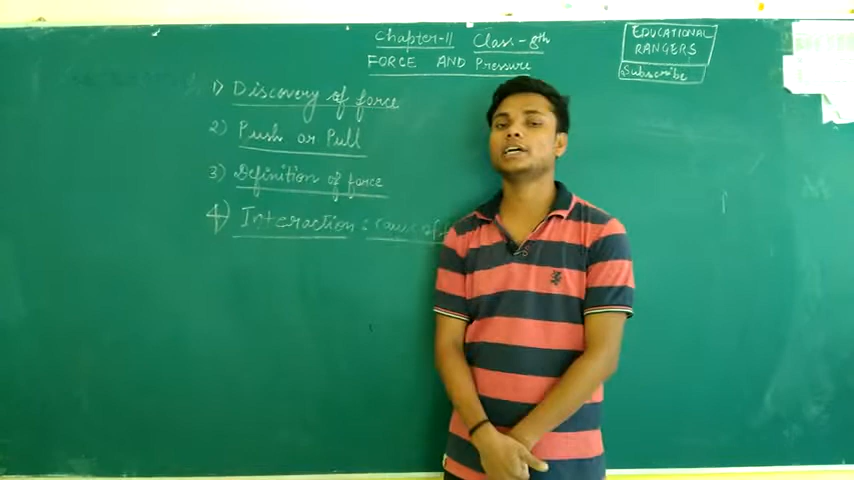 Chapter-11 Class-8th
FORCE AND Pressure
EDUCATIONAL
RANGERS
Subscribe
1) Discovery of force
2) Push or Pull
3) Definition of force
4) Interaction : cause of